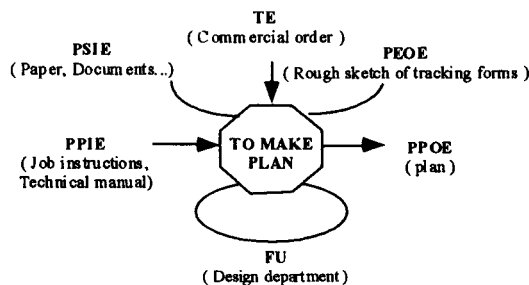 TE
( Commercial order )
PSIE
( Paper, Documents...)
PEOE
( Rough sketch of tracking forms )
PPIE
( Job instructions,
Technical manual)
TO MAKE
PLAN
PPOE
( plan )
FU
( Design department )